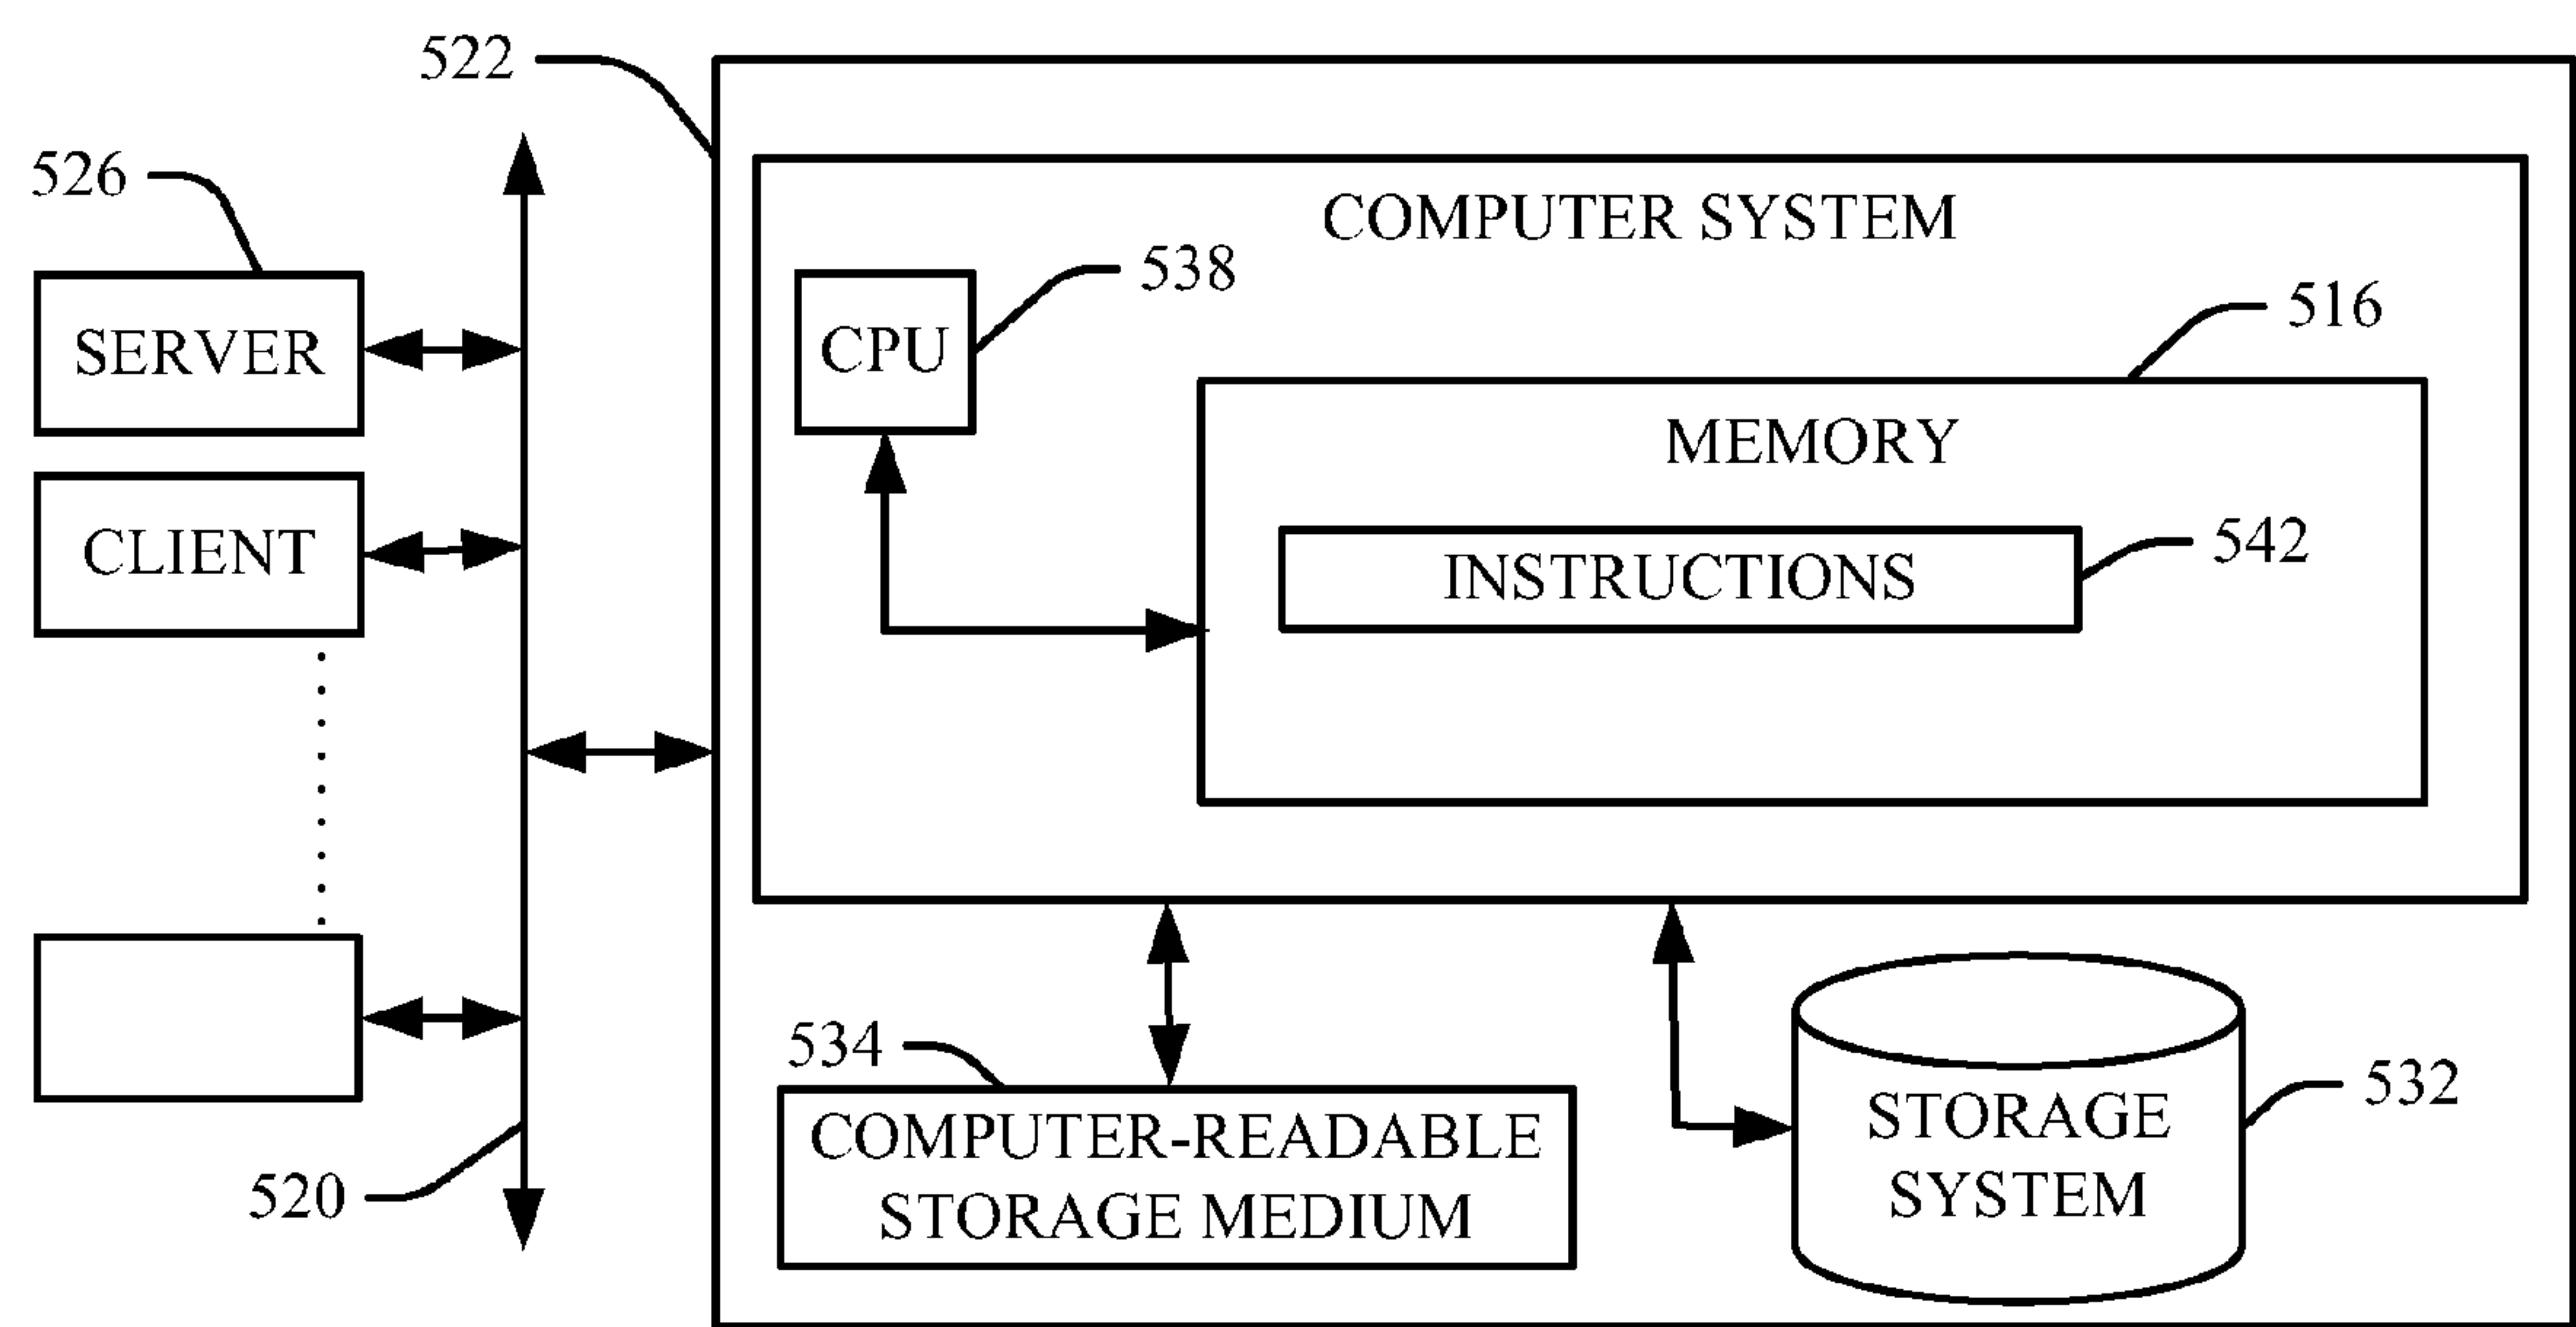 522
526
COMPUTER SYSTEM
538
516
SERVER
CPU
MEMORY
542
CLIENT
INSTRUCTIONS
534
532
COMPUTER-READABLE
STORAGE MEDIUM
STORAGE
SYSTEM
520